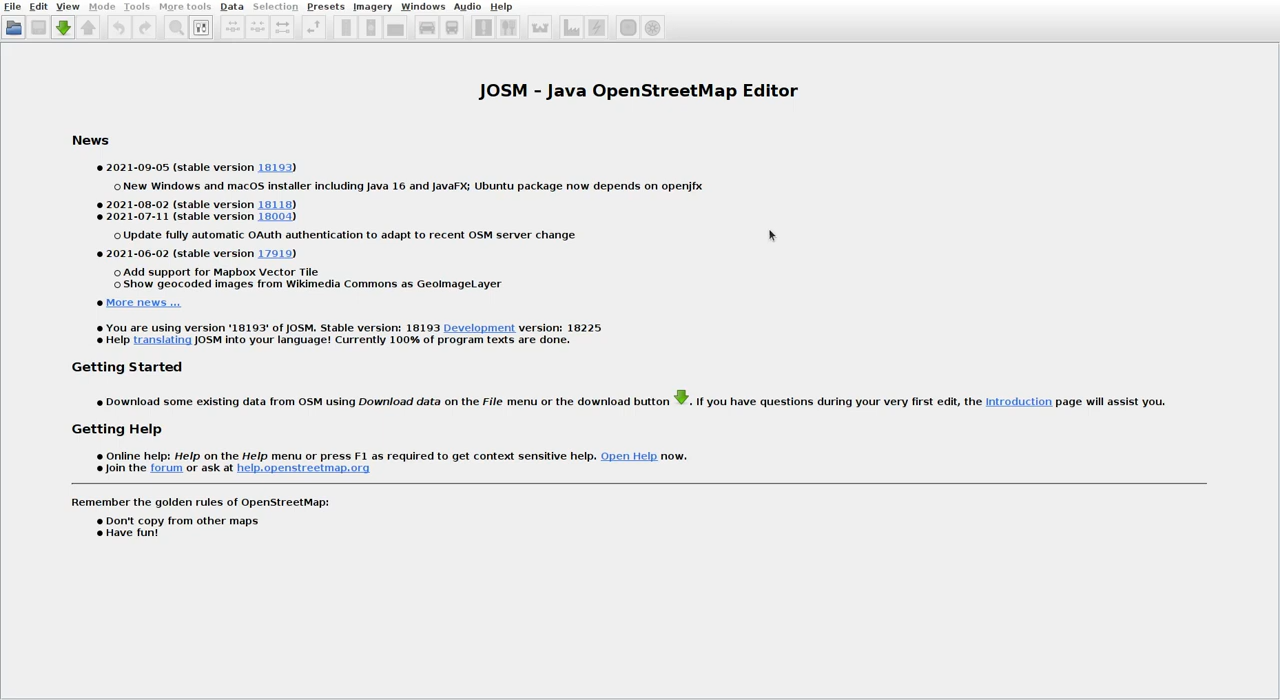 File Edit View Mode Tools More tools Data Selection Presets Imagery Windows Audio Help
JOSM – Java OpenStreetMap Editor
News
2021-09-05 (stable version 18193)
New Windows and macOS installer including Java 16 and JavaFX; Ubuntu package now depends on openjfx
2021-08-02 (stable version 18118)
2021-07-11 (stable version 18004)
Update fully automatic OAuth authentication to adapt to recent OSM server change
2021-06-02 (stable version 17919)
Add support for Mapbox Vector Tile
Show geocoded images from Wikimedia Commons as GeoImageLayer
More news ...
You are using version '18193' of JOSM. Stable version: 18193 Development version: 18225
Help translating JOSM into your language! Currently 100% of program texts are done.
Getting Started
Download some existing data from OSM using Download data on the File menu or the download button . If you have questions during your very first edit, the Introduction page will assist you.
Getting Help
Online help: Help on the Help menu or press F1 as required to get context sensitive help. Open Help now.
Join the forum or ask at help.openstreetmap.org
Remember the golden rules of OpenStreetMap:
Don't copy from other maps
Have fun!